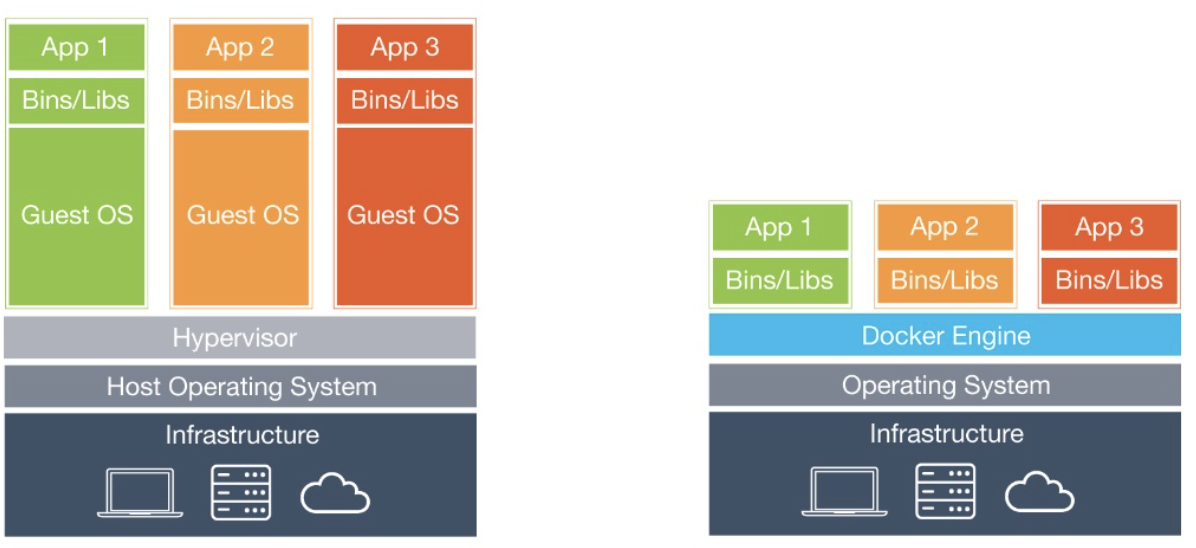 App 1
App 2
App 3
Bins/Libs
Bins/Libs
Bins/Libs
Guest OS
Guest OS
Guest OS
Hypervisor
Host Operating System
Infrastructure
App 1
App 2
App 3
Bins/Libs
Bins/Libs
Bins/Libs
Docker Engine
Operating System
Infrastructure